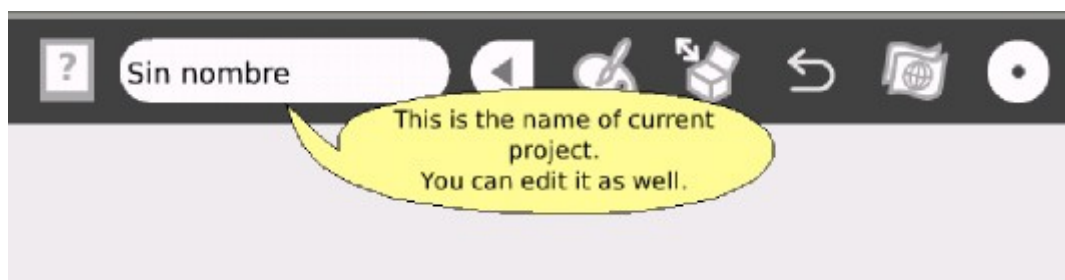 ?
Sin nombre
This is the name of current
project.
You can edit it as well.